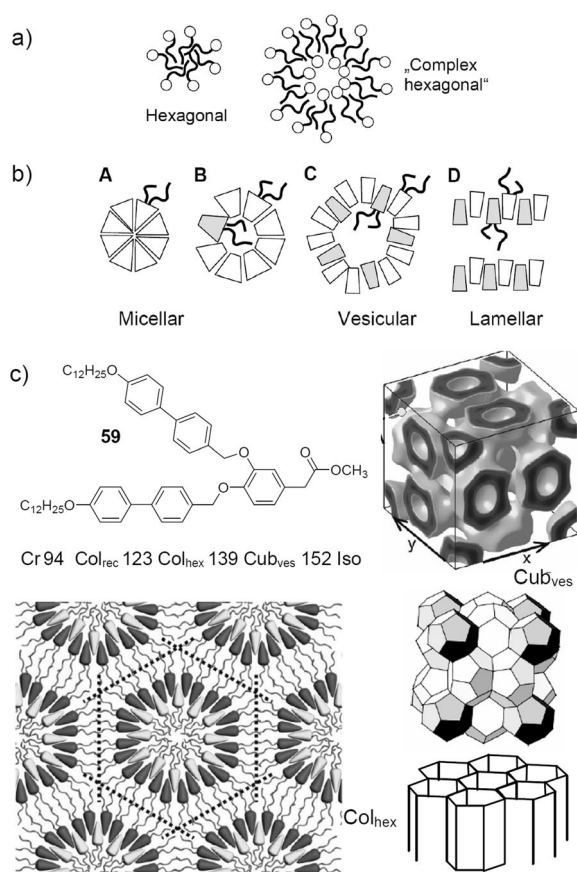 a)
Hexagonal
„Complex
hexagonal“
b)
A B C D
Micellar Vesicular Lamellar
c)
C₁₂H₂₅O
59
O
O
OCH₃
C₁₂H₂₅O
O
Cr 94 Colrec 123 Colhex 139 Cubves 152 Iso
y
x
Cubves
Colhex